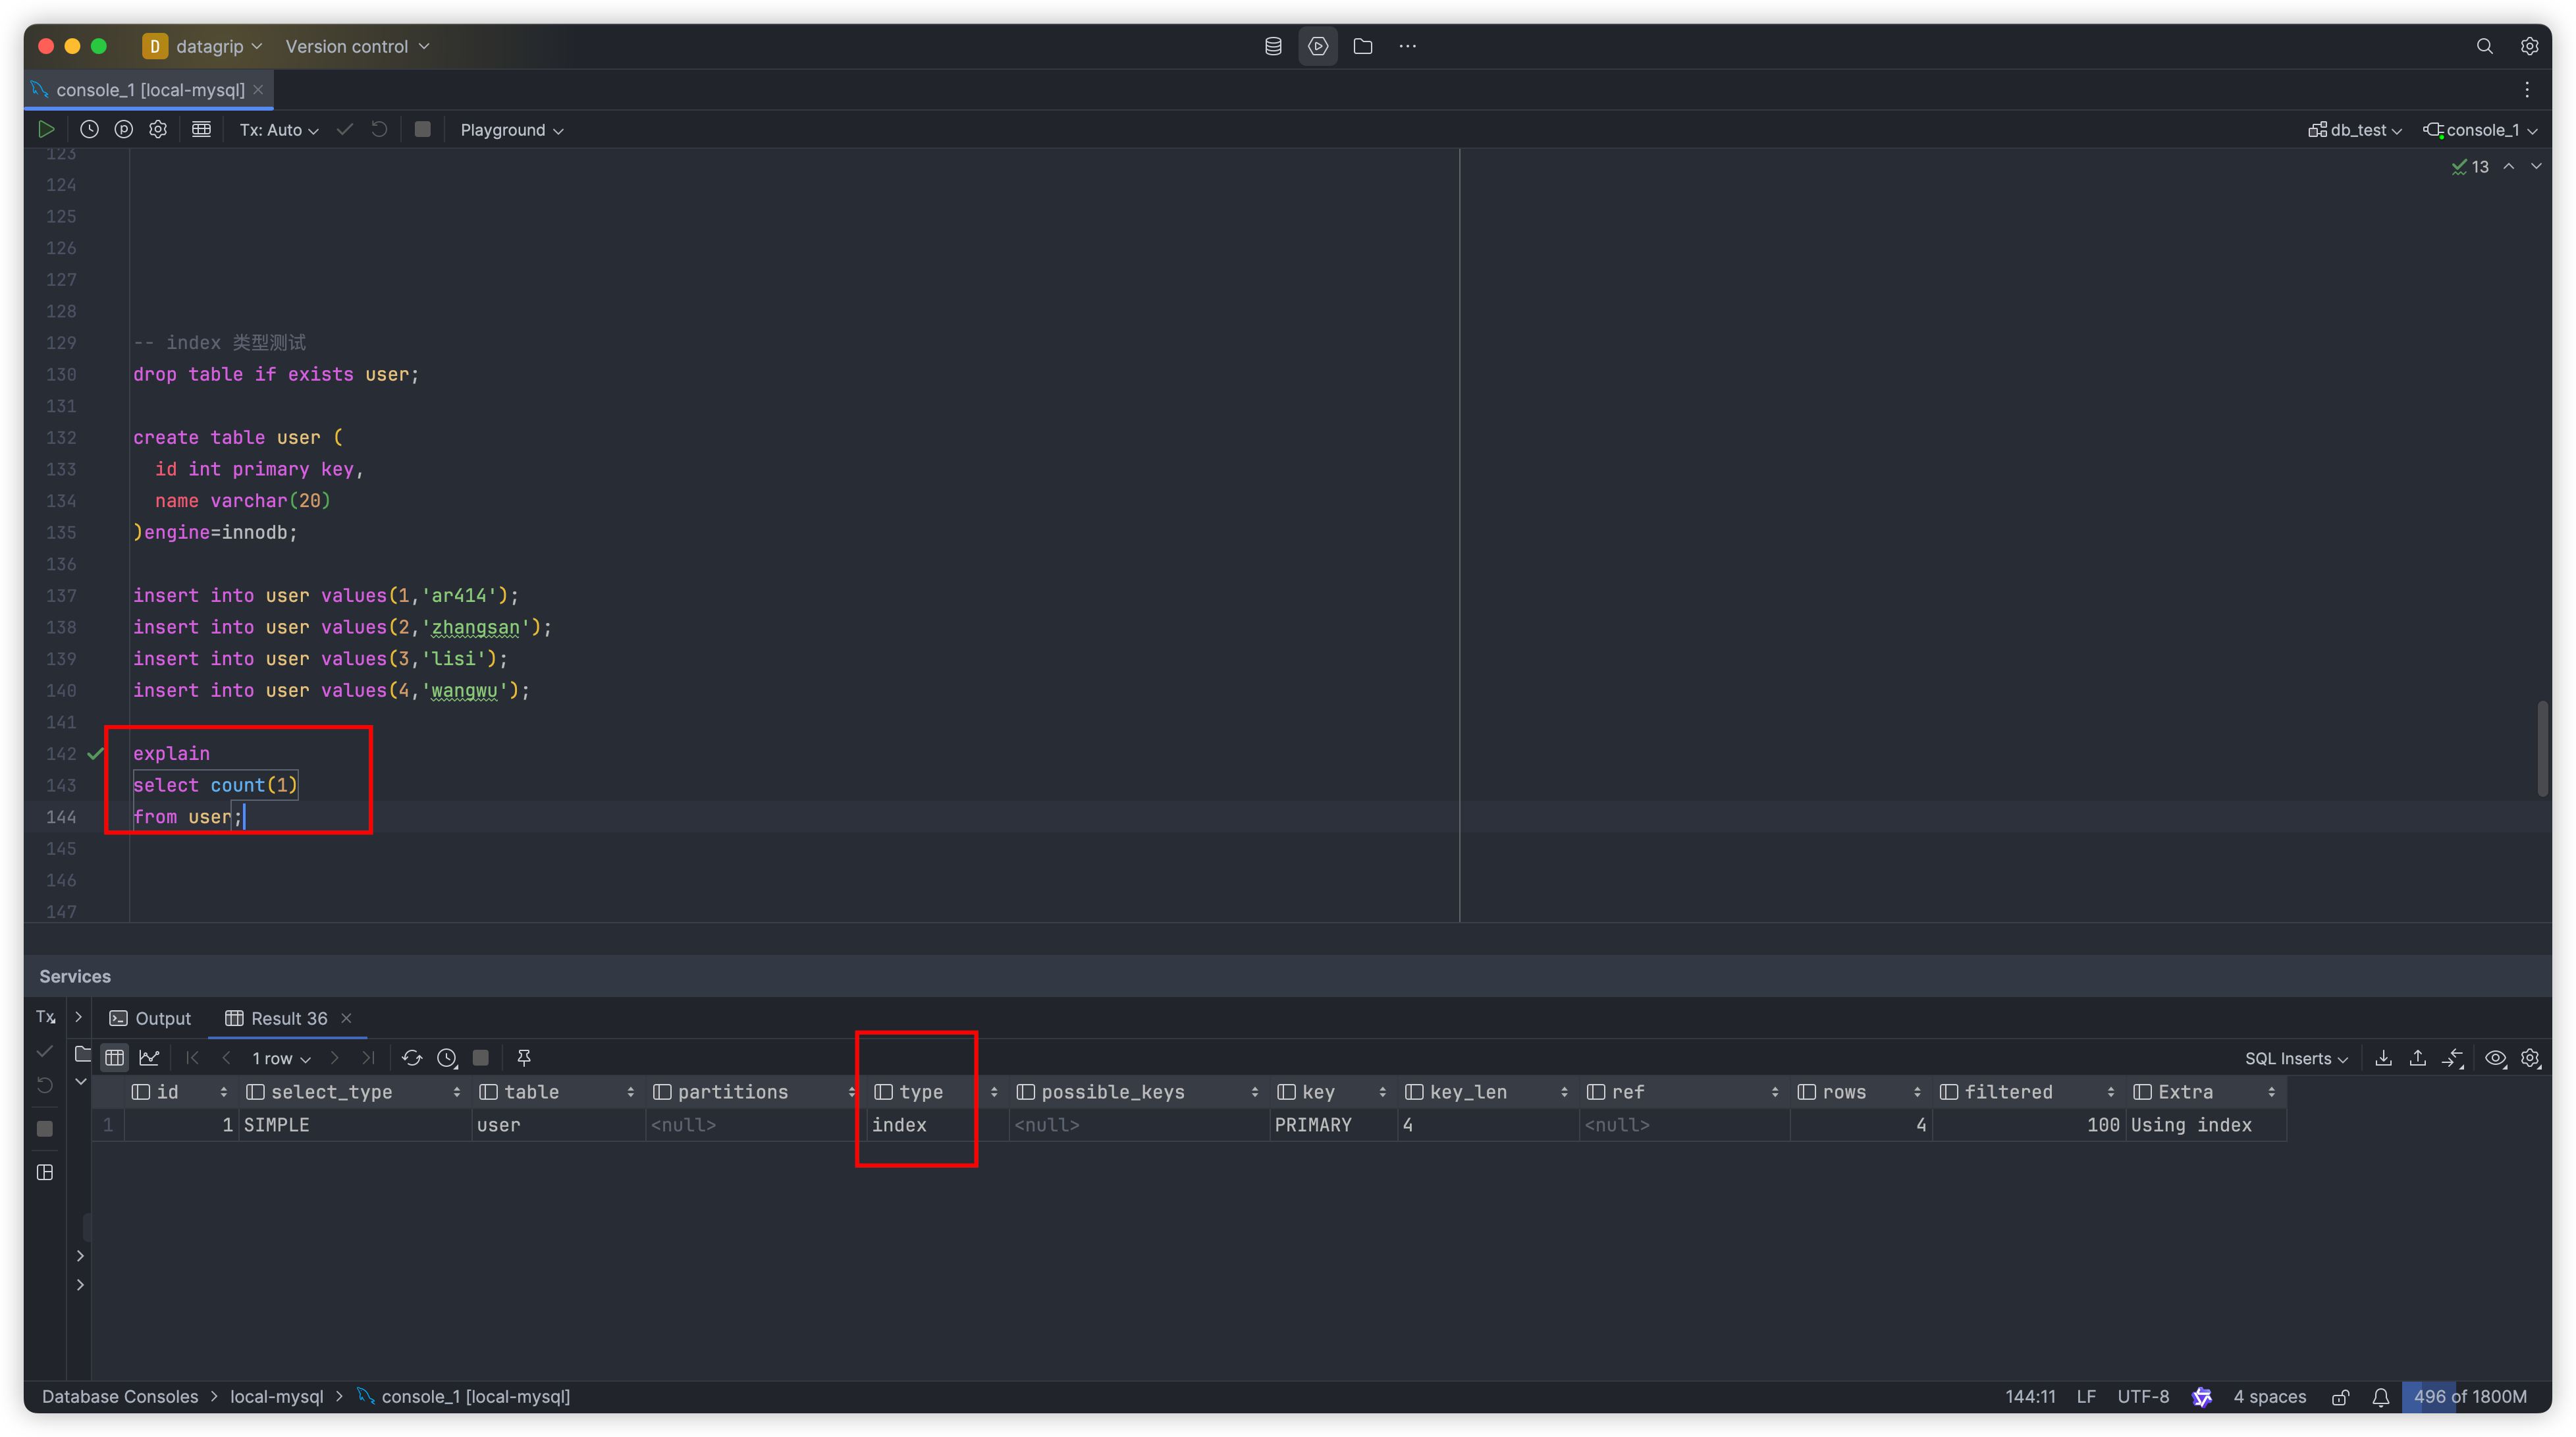 D datagrip Version control
console_1 [local-mysql]
Tx: Auto Playground db_test console_1
13
123
124
125
126
127
128
129 -- index 类型测试
130 drop table if exists user;
131
132 create table user (
133 id int primary key,
134 name varchar(20)
135 )engine=innodb;
136
137 insert into user values(1,'ar414');
138 insert into user values(2,'zhangsan');
139 insert into user values(3,'lisi');
140 insert into user values(4,'wangwu');
141
142 explain
143 select count(1)
144 from user;
145
146
147
Services
Tx Output Result 36
1 row SQL Inserts
id select_type table partitions type possible_keys key key_len ref rows filtered Extra
1 1 SIMPLE user <null> index <null> PRIMARY 4 <null> 4 100 Using index
Database Consoles > local-mysql > console_1 [local-mysql] 144:11 LF UTF-8 4 spaces 496 of 1800M